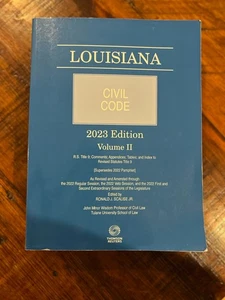 LOUISIANA
CIVIL
CODE
2023 Edition
Volume II
R.S. Title 9, Comments, Appendices, Tables, and Index to
Revised Statutes Title 9
[Supersedes 2022 Pamphlet]
As Revised and Amended through
the 2022 Regular Session, the 2022 Veto Session, and the 2022 First and
Second Extraordinary Sessions of the Legislature
Edited by
RONALD J. SCALISE JR.
John Minor Wisdom Professor of Civil Law
Tulane University School of Law
THOMSON
REUTERS